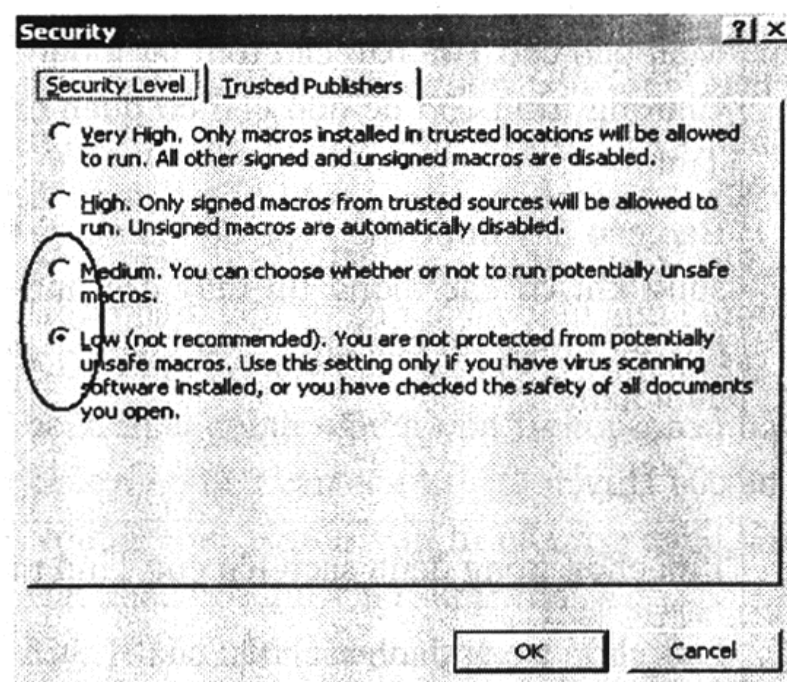 Security
? ×
Security Level
Trusted Publishers
Very High. Only macros installed in trusted locations will be allowed
to run. All other signed and unsigned macros are disabled.
High. Only signed macros from trusted sources will be allowed to
run. Unsigned macros are automatically disabled.
Medium. You can choose whether or not to run potentially unsafe
macros.
Low (not recommended). You are not protected from potentially
unsafe macros. Use this setting only if you have virus scanning
software installed, or you have checked the safety of all documents
you open.
OK
Cancel